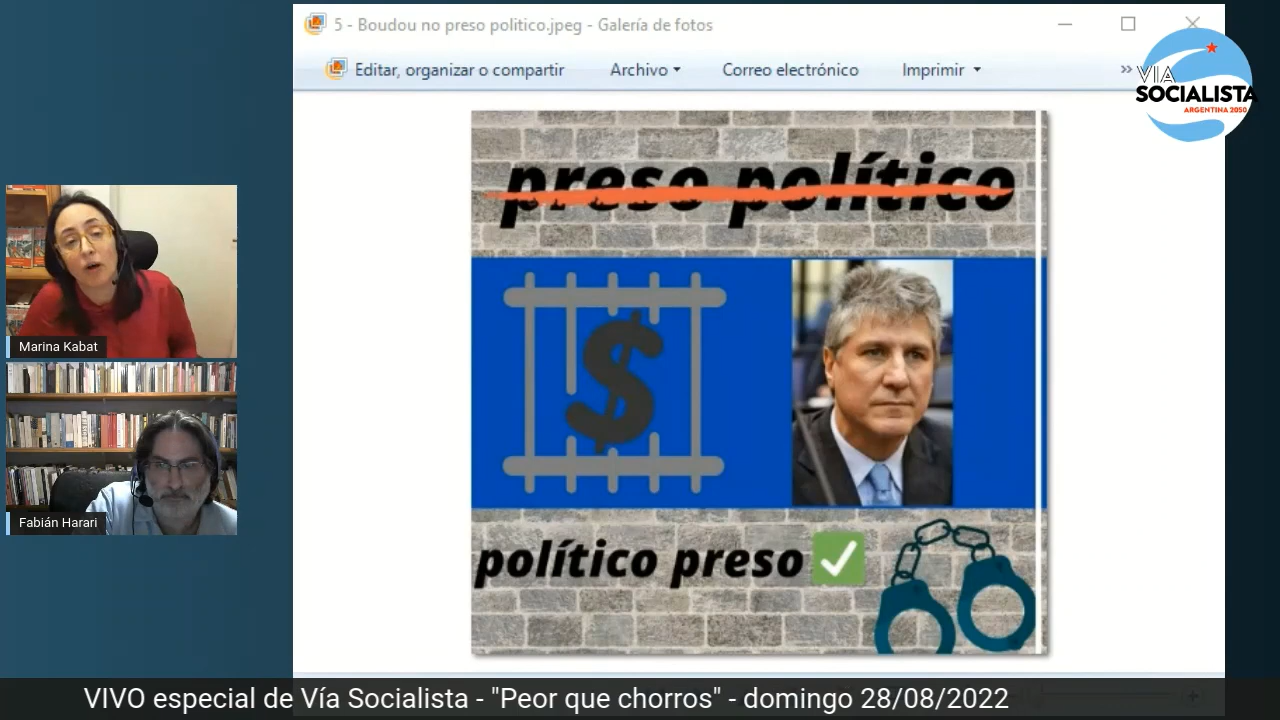 5 - Boudou no preso politico.jpeg - Galería de fotos
Editar, organizar o compartir Archivo Correo electrónico Imprimir »
VIA
SOCIALISTA
ARGENTINA 2050
preso político
$
político preso
Marina Kabat
Fabián Harari
VIVO especial de Vía Socialista - "Peor que chorros" - domingo 28/08/2022